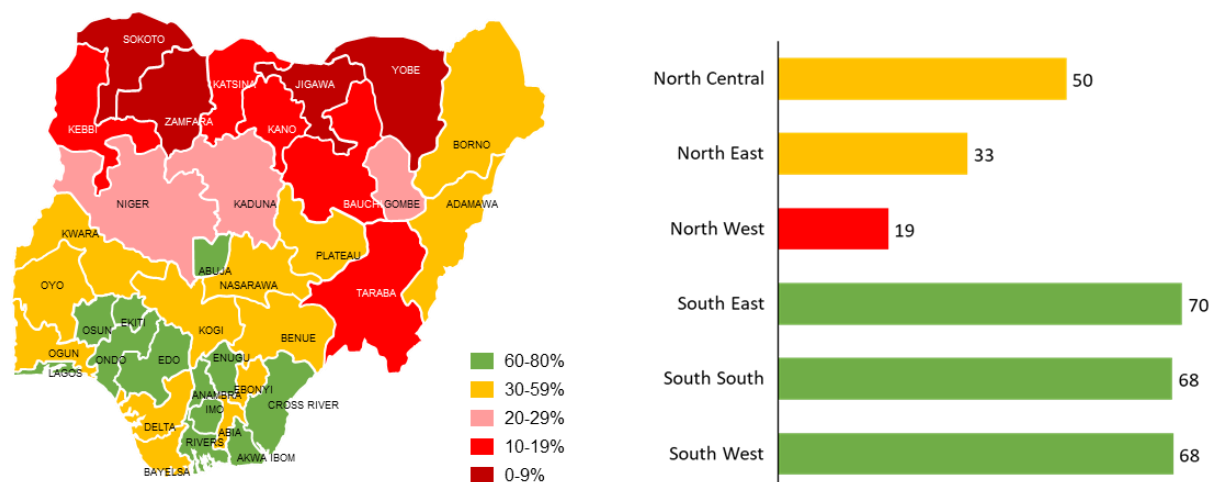 SOKOTO
KATSINA
JIGAWA
YOBE
KEBBI
ZAMFARA
KANO
BORNO
NIGER
KADUNA
BAUCH
GOMBE
ADAMAWA
KWARA
PLATEAU
ABUJA
NASARAWA
OYO
TARABA
OSUN
EKITI
KOGI
BENUE
OGUN
ONDO
EDO
ENUGU
LAGOS
ANAMBRA
EBONYI
IMO
CROSS RIVER
DELTA
ABIA
RIVERS
AKWA IBOM
BAYELSA
60-80%
30-59%
20-29%
10-19%
0-9%
North Central 50
North East 33
North West 19
South East 70
South South 68
South West 68